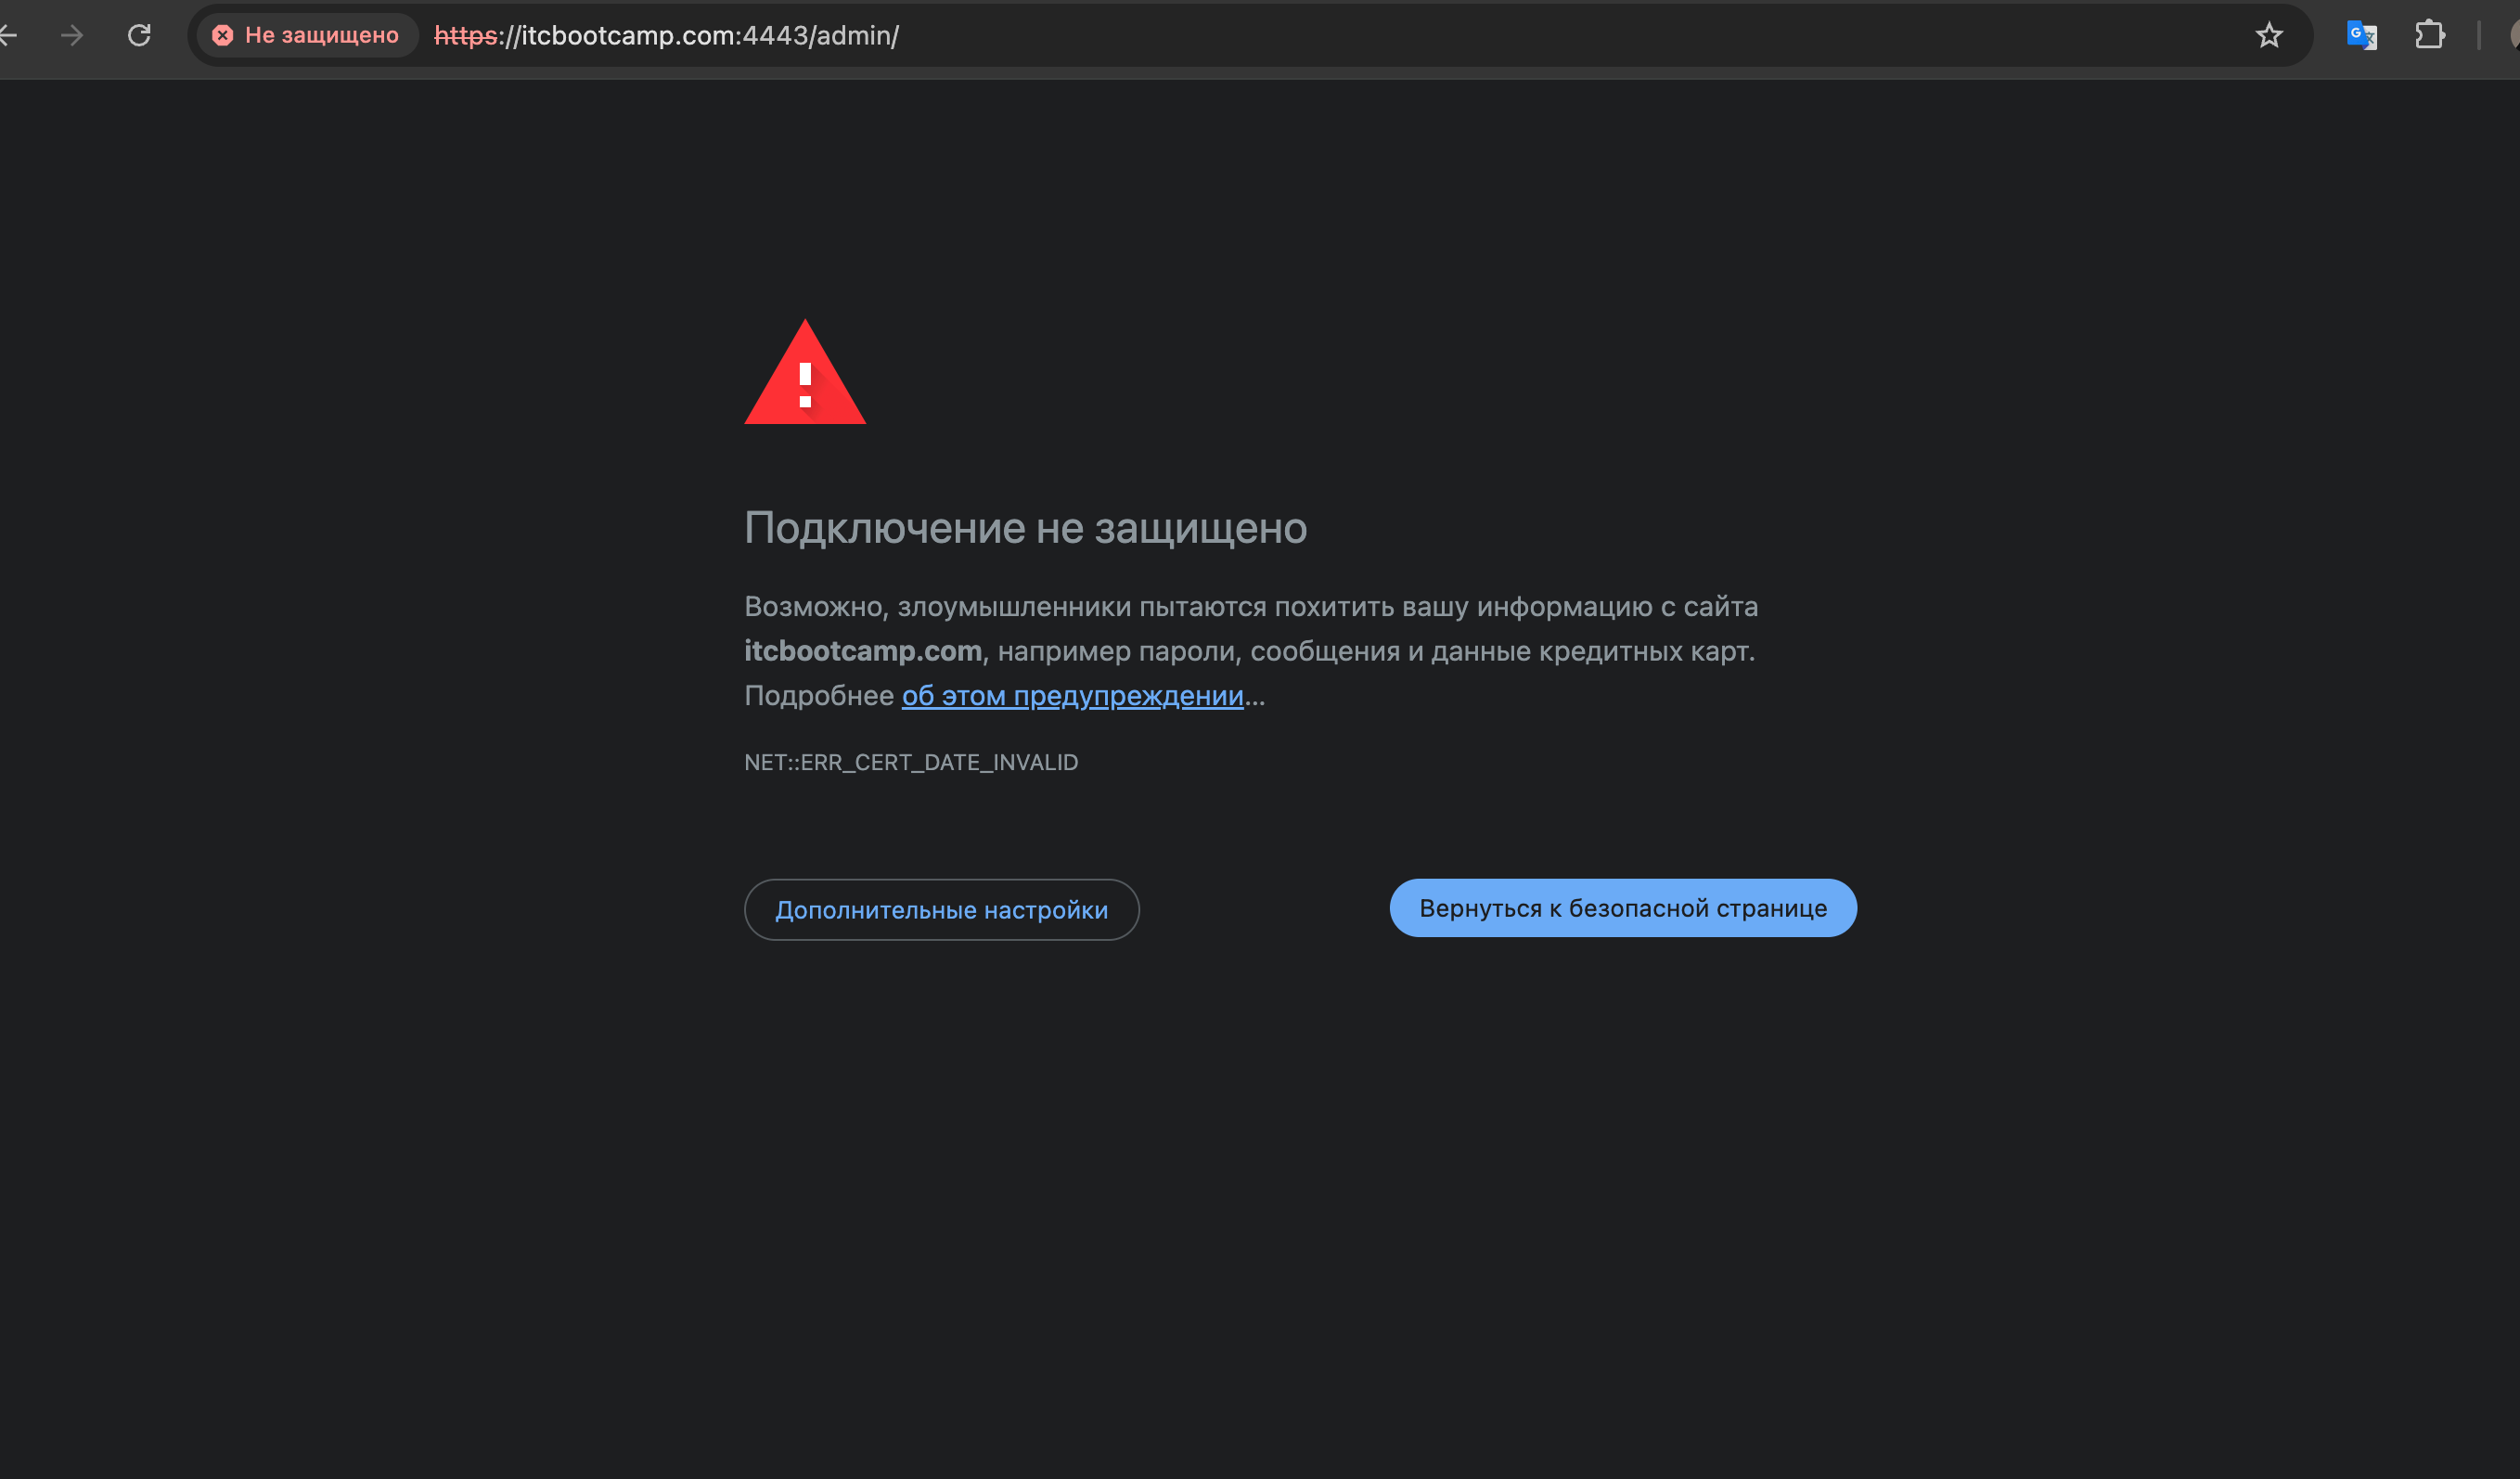 Не защищено https://itcbootcamp.com:4443/admin/
Подключение не защищено
Возможно, злоумышленники пытаются похитить вашу информацию с сайта
itcbootcamp.com, например пароли, сообщения и данные кредитных карт.
Подробнее об этом предупреждении...
NET::ERR_CERT_DATE_INVALID
Дополнительные настройки
Вернуться к безопасной странице